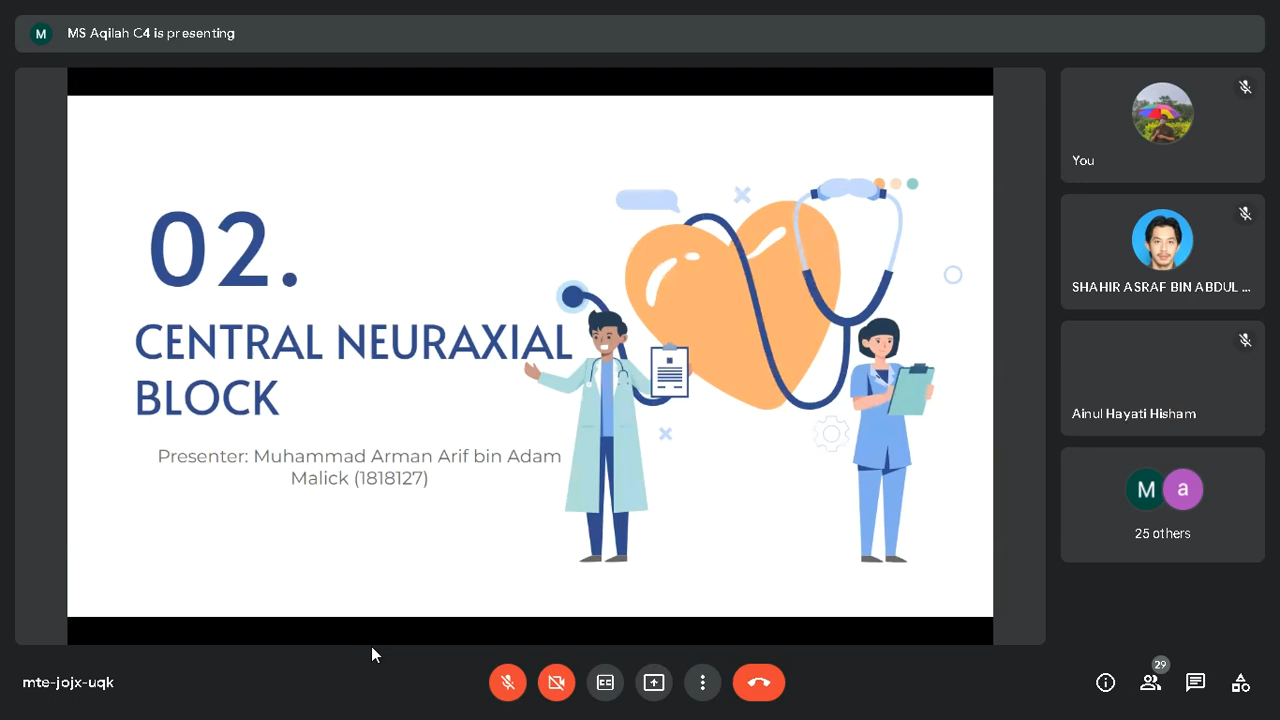 M
MS Aqilah C4 is presenting
02.
CENTRAL NEURAXIAL
BLOCK
Presenter: Muhammad Arman Arif bin Adam
Malick (1818127)
You
SHAHIR ASRAF BIN ABDUL ...
Ainul Hayati Hisham
M a
25 others
mte-jojx-uqk
29